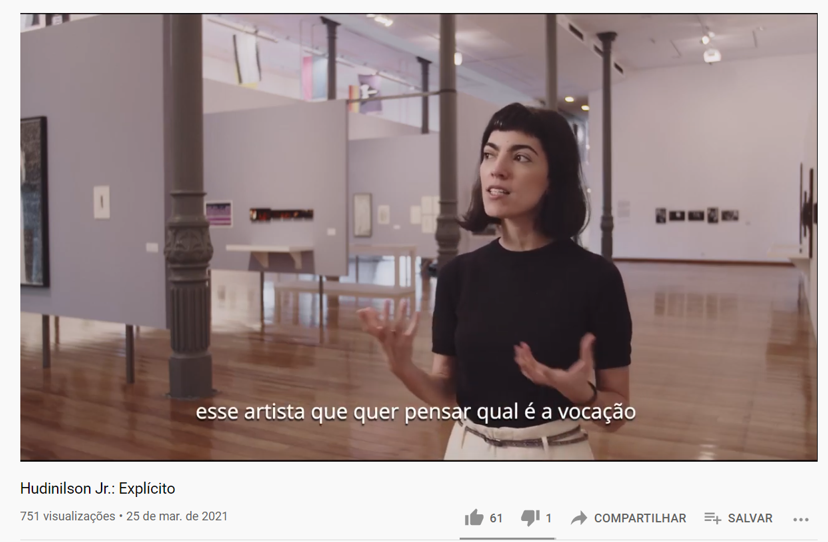 esse artista que quer pensar qual é a vocação
Hudinilson Jr.: Explícito
751 visualizações • 25 de mar. de 2021
61
1
COMPARTILHAR
SALVAR